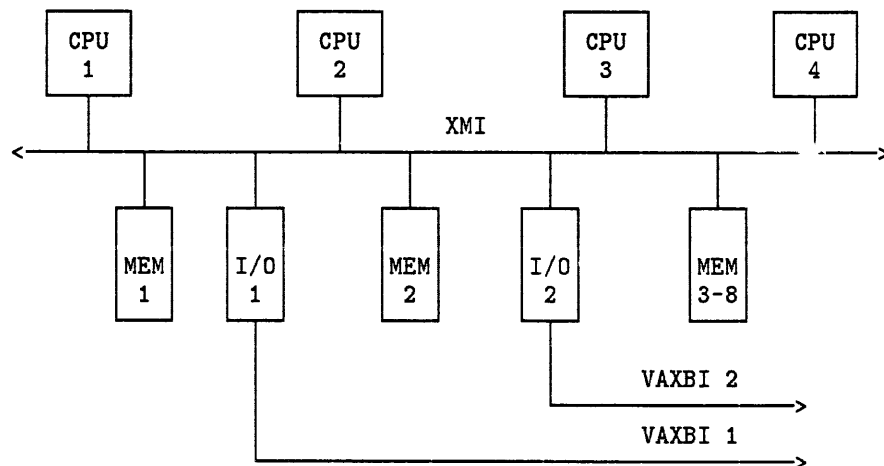 CPU 1
CPU 2
CPU 3
CPU 4
XMI
MEM 1
I/O 1
MEM 2
I/O 2
MEM 3-8
VAXBI 2
VAXBI 1